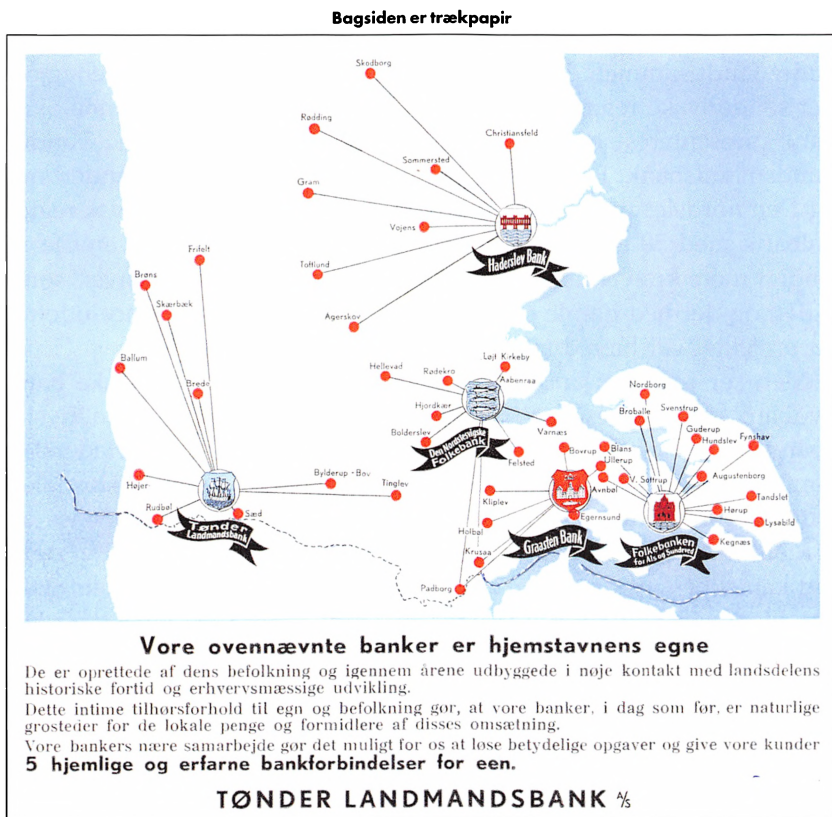 Bagsiden er trækpapir
Skodborg
Rødding
Christiansfeld
Sommersted
Gram
Vojens
Haderslev Bank
Toftlund
Agerskov
Frifelt
Brøns
Skærbæk
Ballum
Brede
Højer
Rudbøl
Sæd
Tønder
Landmandsbank
Bylderup-Bov
Tinglev
Løjt Kirkeby
Hellevad
Rødekro
Aabenraa
Hjordkær
Bolderslev
Varnæs
Den Nordslesvigske
Folkebank
Felsted
Kliplev
Holbøl
Krusaa
Padborg
Bovrup
Blans
Ullerup
Avnbøl
Egernsund
Graasten Bank
V. Sottrup
Nordborg
Broballe
Svenstrup
Guderup
Hundslev
Fynshav
Augustenborg
Tandslet
Hørup
Lysabild
Kegnæs
Folkebanken
for Als og Sundeved
Vore ovennævnte banker er hjemstavnens egne
De er oprettede af dens befolkning og igennem årene udbyggede i nøje kontakt med landsdelens
historiske fortid og erhvervsmæssige udvikling.
Dette intime tilhørsforhold til egn og befolkning gør, at vore banker, i dag som før, er naturlige
grosteder for de lokale penge og formidlere af disses omsætning.
Vore bankers nære samarbejde gør det muligt for os at løse betydelige opgaver og give vore kunder
5 hjemlige og erfarne bankforbindelser for een.
TØNDER LANDMANDSBANK A/S